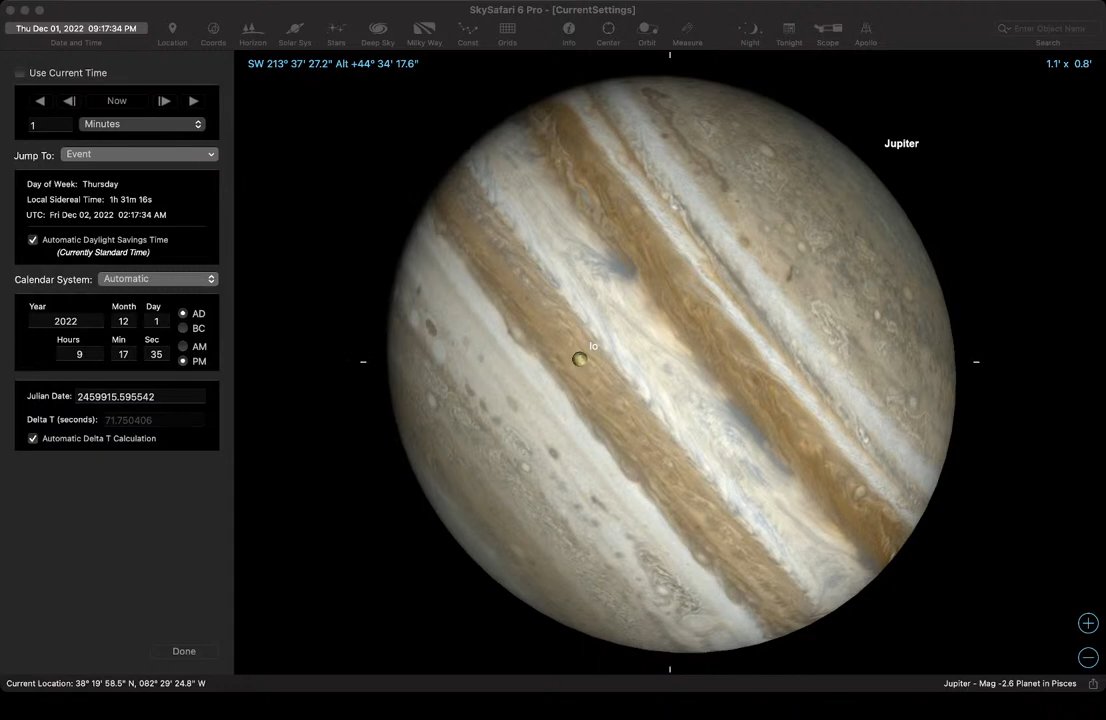 SkySafari 6 Pro - [CurrentSettings]
Thu Dec 01, 2022 09:17:34 PM
Date and Time
Location
Coords
Horizon
Solar Sys
Stars
Deep Sky
Milky Way
Const
Grids
Info
Center
Orbit
Measure
Night
Tonight
Scope
Apollo
Enter Object Name
Search
SW 213° 37' 27.2" Alt +44° 34' 17.6"
1.1' x 0.8'
Use Current Time
Now
1 Minutes
Jump To: Event
Day of Week: Thursday
Local Sidereal Time: 1h 31m 16s
UTC: Fri Dec 02, 2022 02:17:34 AM
Automatic Daylight Savings Time
(Currently Standard Time)
Calendar System: Automatic
Year Month Day
2022 12 1
AD
BC
Hours Min Sec
9 17 35
AM
PM
Julian Date: 2459915.595542
Delta T (seconds): 71.750406
Automatic Delta T Calculation
Done
Jupiter
Io
Current Location: 38° 19' 58.5" N, 082° 29' 24.8" W
Jupiter - Mag -2.6 Planet in Pisces